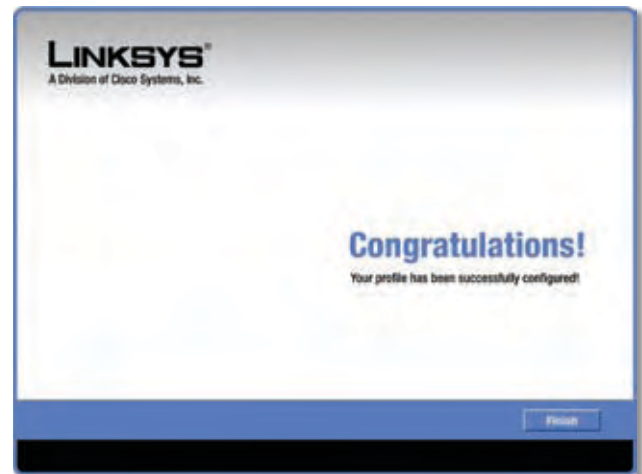 LINKSYS®
A Division of Cisco Systems, Inc.
Congratulations!
Your profile has been successfully configured!
Finish